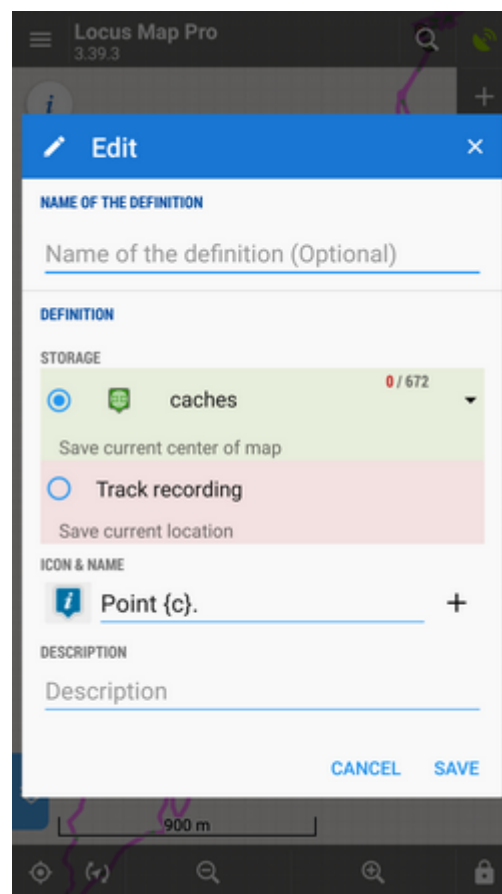 Locus Map Pro
3.39.3
i
Edit
NAME OF THE DEFINITION
Name of the definition (Optional)
DEFINITION
STORAGE
0 / 672
caches
Save current center of map
Track recording
Save current location
ICON & NAME
i Point {c}.
DESCRIPTION
Description
CANCEL SAVE
900 m